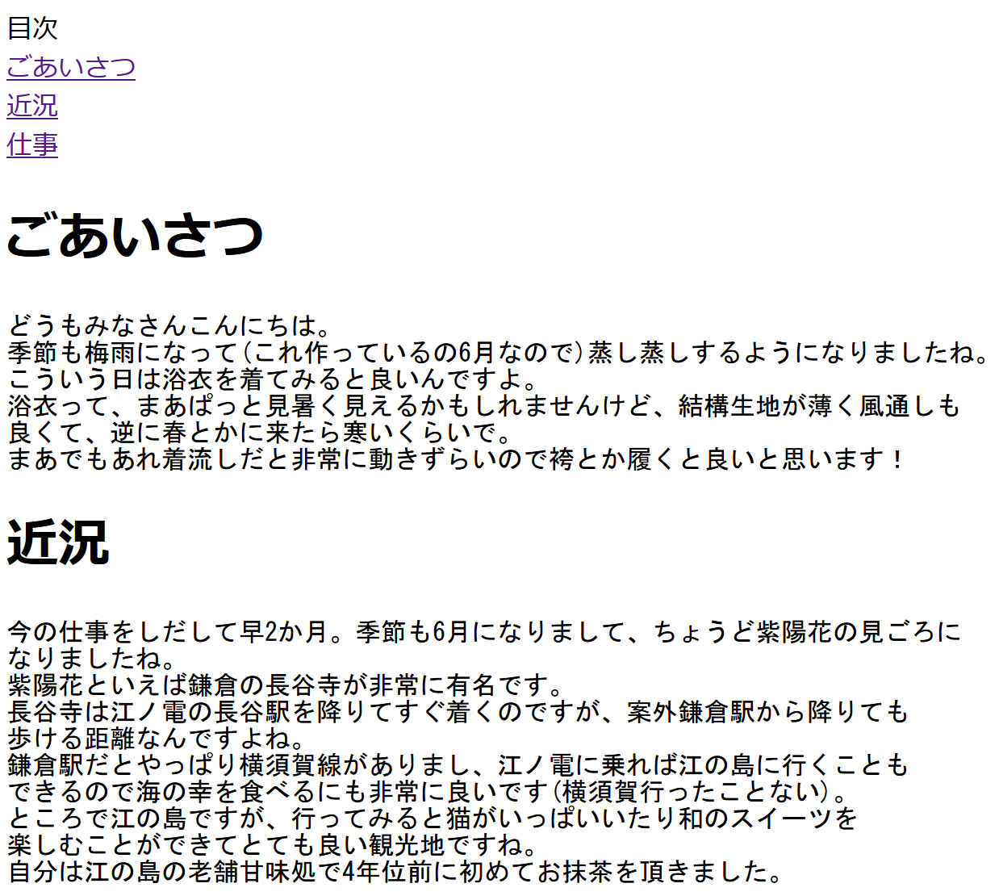 目次
ごあいさつ
近況
仕事
ごあいさつ
どうもみなさんこんにちは。
季節も梅雨になって(これ作っているの6月なので)蒸し蒸しするようになりましたね。
こういう日は浴衣を着てみると良いんですよ。
浴衣って、まあぱっと見暑く見えるかもしれませんけど、結構生地が薄く風通しも
良くて、逆に春とかに来たら寒いくらいで。
まあでもあれ着流しだと非常に動きずらいので袴とか履くと良いと思います！
近況
今の仕事をしだして早2か月。季節も6月になりまして、ちょうど紫陽花の見ごろに
なりましたね。
紫陽花といえば鎌倉の長谷寺が非常に有名です。
長谷寺は江ノ電の長谷駅を降りてすぐ着くのですが、案外鎌倉駅から降りても
歩ける距離なんですよね。
鎌倉駅だとやっぱり横須賀線がありまし、江ノ電に乗れば江の島に行くことも
できるので海の幸を食べるにも非常に良いです(横須賀行ったことない)。
ところで江の島ですが、行ってみると猫がいっぱいいたり和のスイーツを
楽しむことができてとても良い観光地ですね。
自分は江の島の老舗甘味処で4年位前に初めてお抹茶を頂きました。